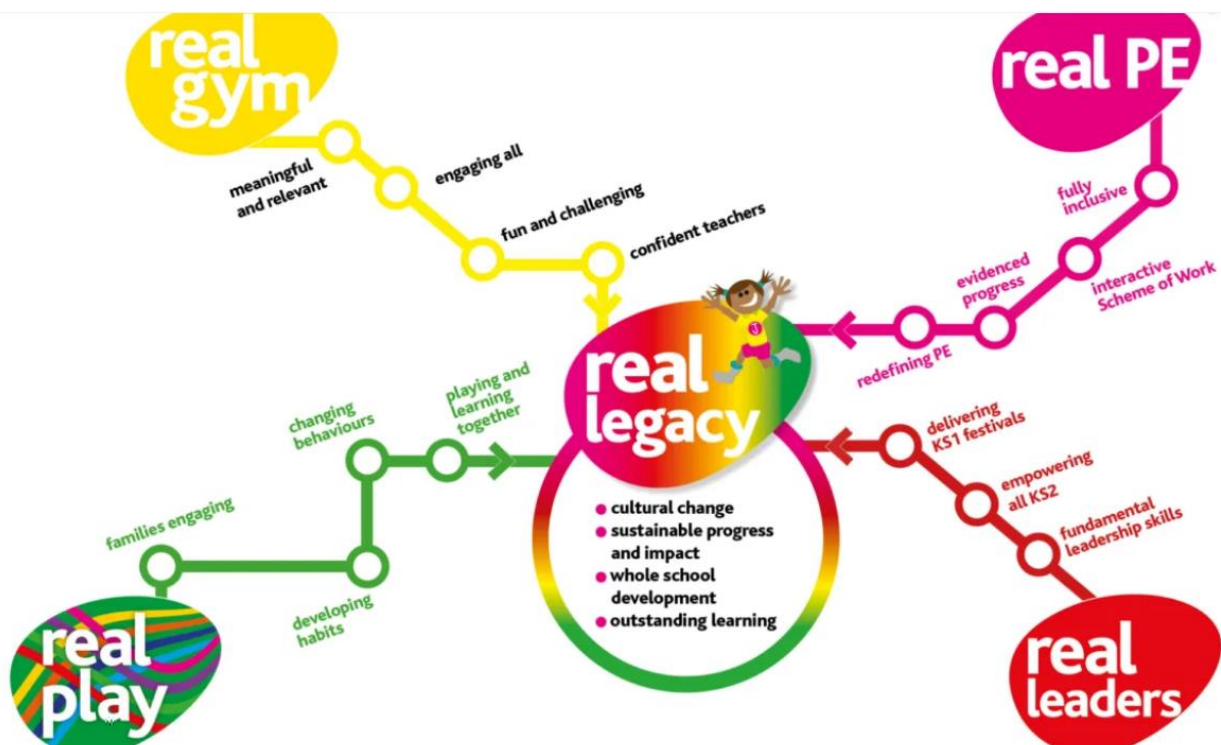 real
gym
meaningful
and relevant
engaging all
fun and challenging
confident teachers
real PE
fully
inclusive
interactive
Scheme of Work
evidenced
progress
redefining PE
real
legacy
cultural change
sustainable progress
and impact
whole school
development
outstanding learning
real
play
families engaging
developing
habits
changing
behaviours
playing and
learning
together
real
leaders
fundamental
leadership skills
empowering
all KS2
delivering
KS1 festivals